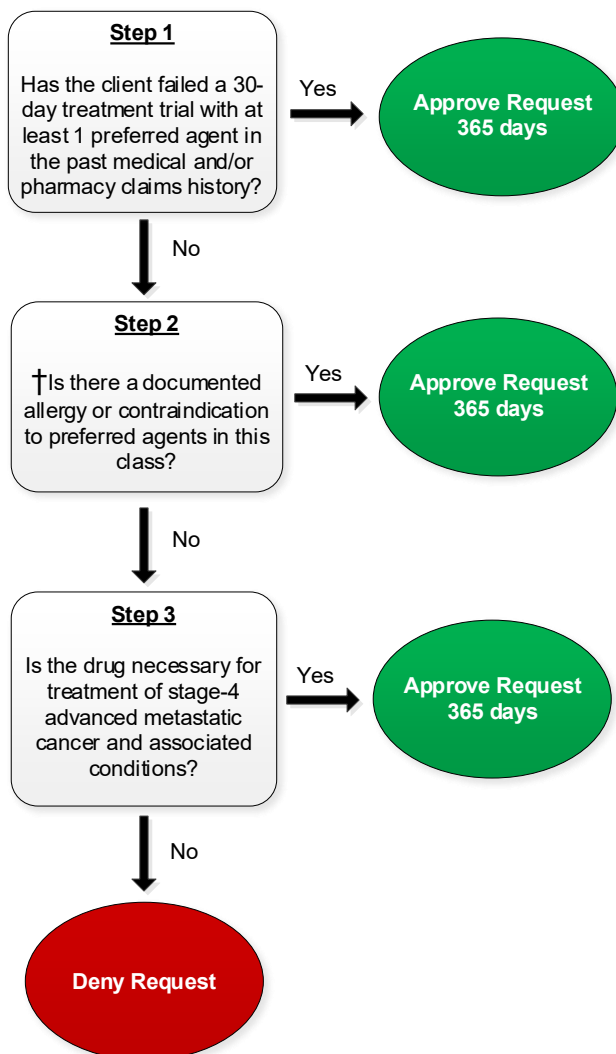 Step 1
Has the client failed a 30-
day treatment trial with at
least 1 preferred agent in
the past medical and/or
pharmacy claims history?
Yes
Approve Request
365 days
No
Step 2
†Is there a documented
allergy or contraindication
to preferred agents in this
class?
Yes
Approve Request
365 days
No
Step 3
Is the drug necessary for
treatment of stage-4
advanced metastatic
cancer and associated
conditions?
Yes
Approve Request
365 days
No
Deny Request